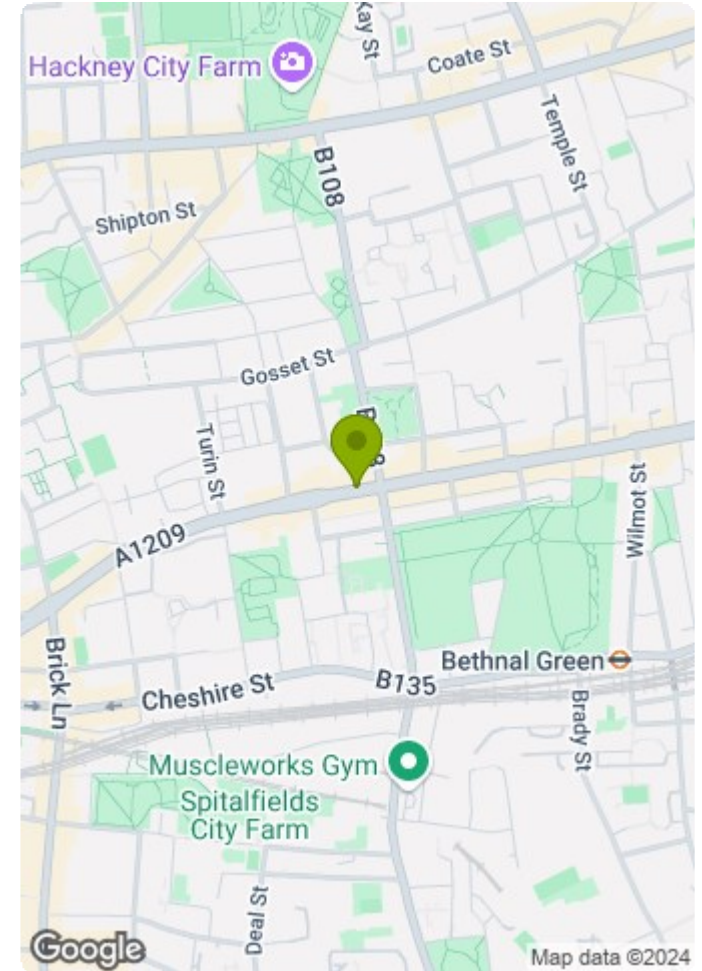 Kay St
Coate St
Hackney City Farm
Temple St
B108
Shipton St
Gosset St
Turin St
Wilmot St
A1209
Brick Ln
Bethnal Green
Cheshire St
B135
Brady St
Muscleworks Gym
Spitalfields
City Farm
Deal St
Google
Map data ©2024